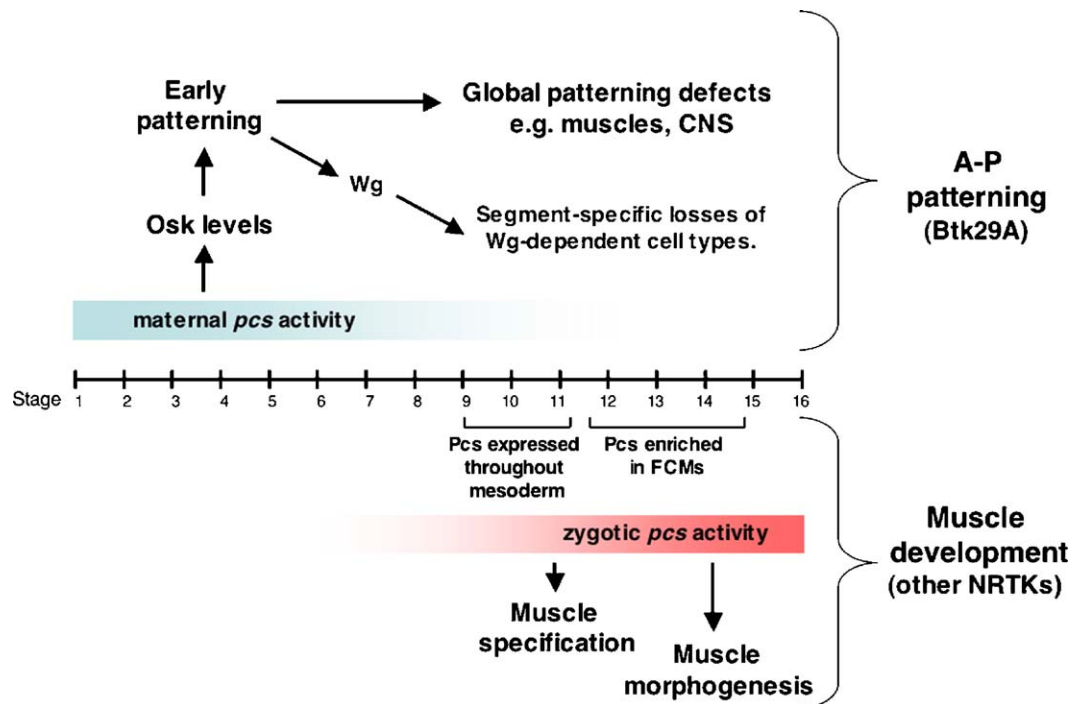 Early
patterning
Global patterning defects
e.g. muscles, CNS
Wg
Segment-specific losses of
Wg-dependent cell types.
Osk levels
maternal pcs activity
A-P
patterning
(Btk29A)
Stage 1 2 3 4 5 6 7 8 9 10 11 12 13 14 15 16
Pcs expressed
throughout
mesoderm
Pcs enriched
in FCMs
zygotic pcs activity
Muscle
specification
Muscle
morphogenesis
Muscle
development
(other NRTKs)